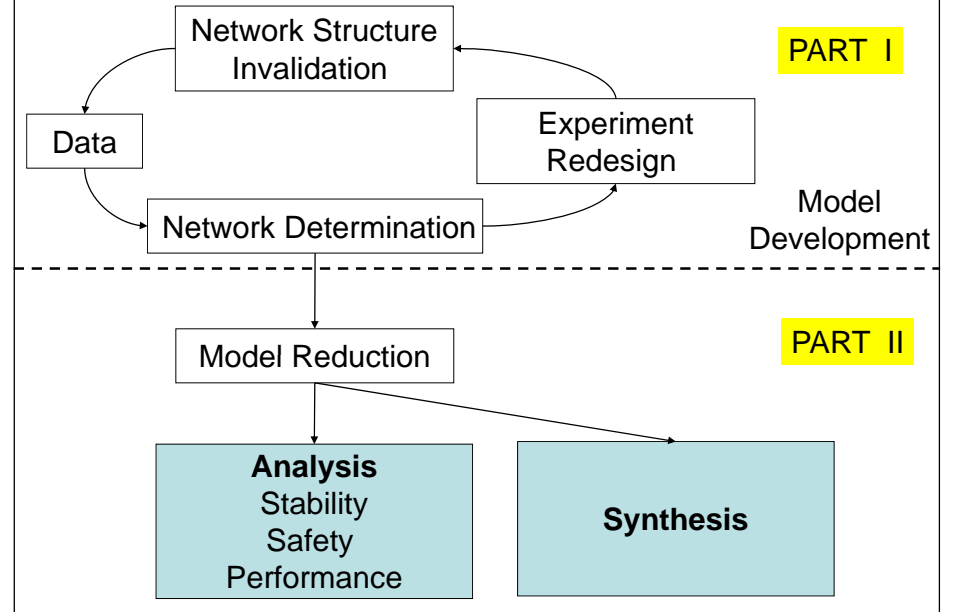 Network Structure
Invalidation
PART I
Data
Experiment
Redesign
Network Determination
Model
Development
Model Reduction
PART II
Analysis
Stability
Safety
Performance
Synthesis